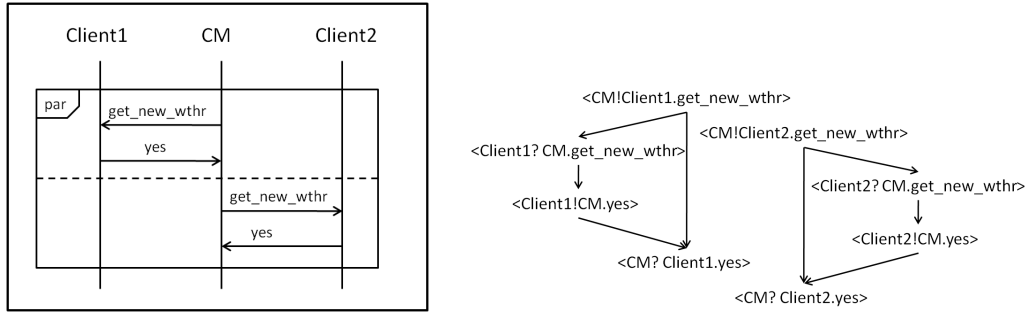 Client1 CM Client2
par
get_new_wthr
yes
get_new_wthr
yes
<CM!Client1.get_new_wthr>
<CM!Client2.get_new_wthr>
<Client1? CM.get_new_wthr>
<Client2? CM.get_new_wthr>
<Client1!CM.yes>
<Client2!CM.yes>
<CM? Client1.yes>
<CM? Client2.yes>